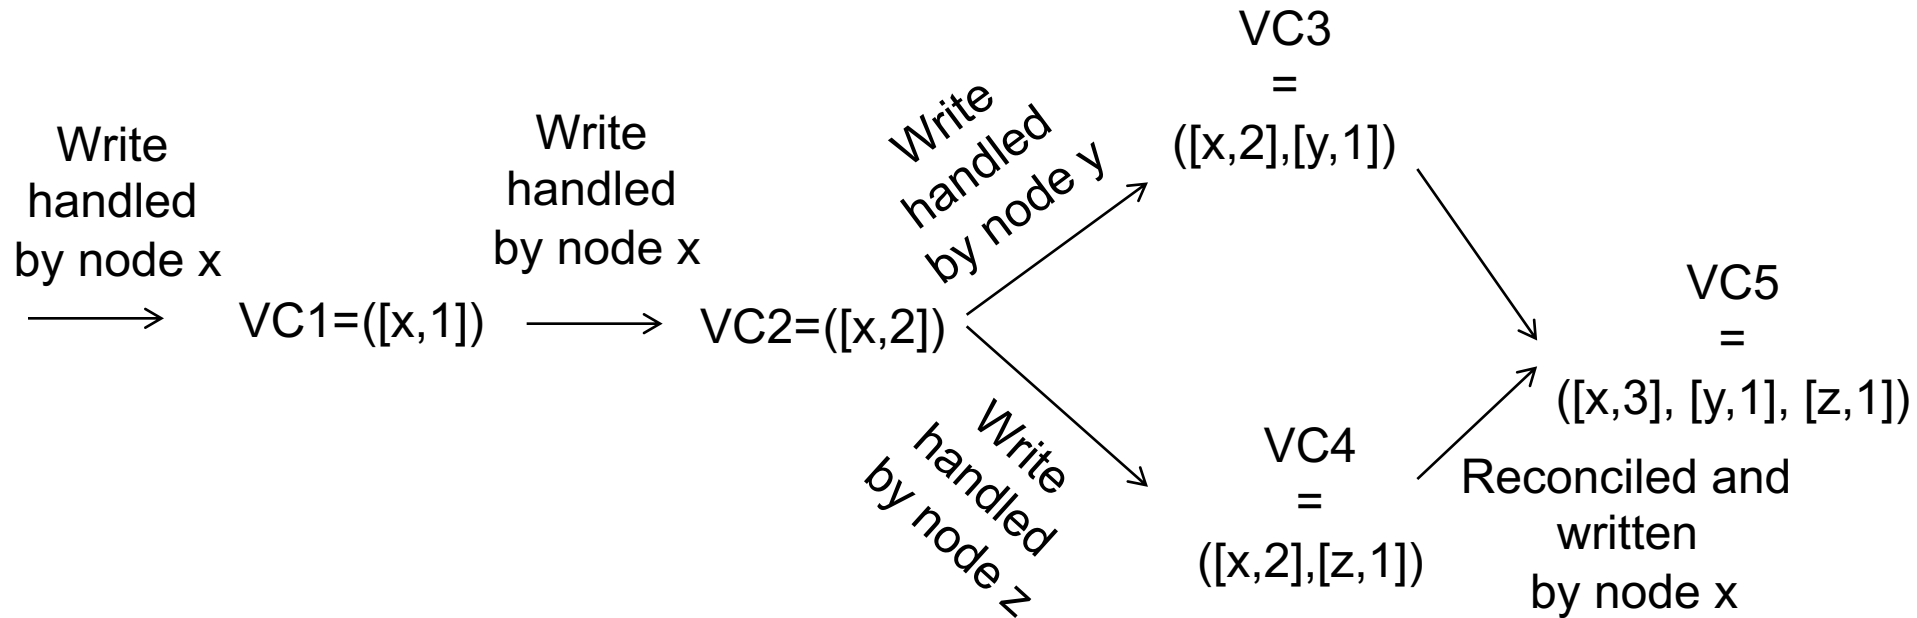 Write
handled
by node x
VC1=([x,1])
Write
handled
by node x
VC2=([x,2])
Write
handled
by node y
VC3
=
([x,2],[y,1])
Write
handled
by node z
VC4
=
([x,2],[z,1])
VC5
=
([x,3], [y,1], [z,1])
Reconciled and
written
by node x